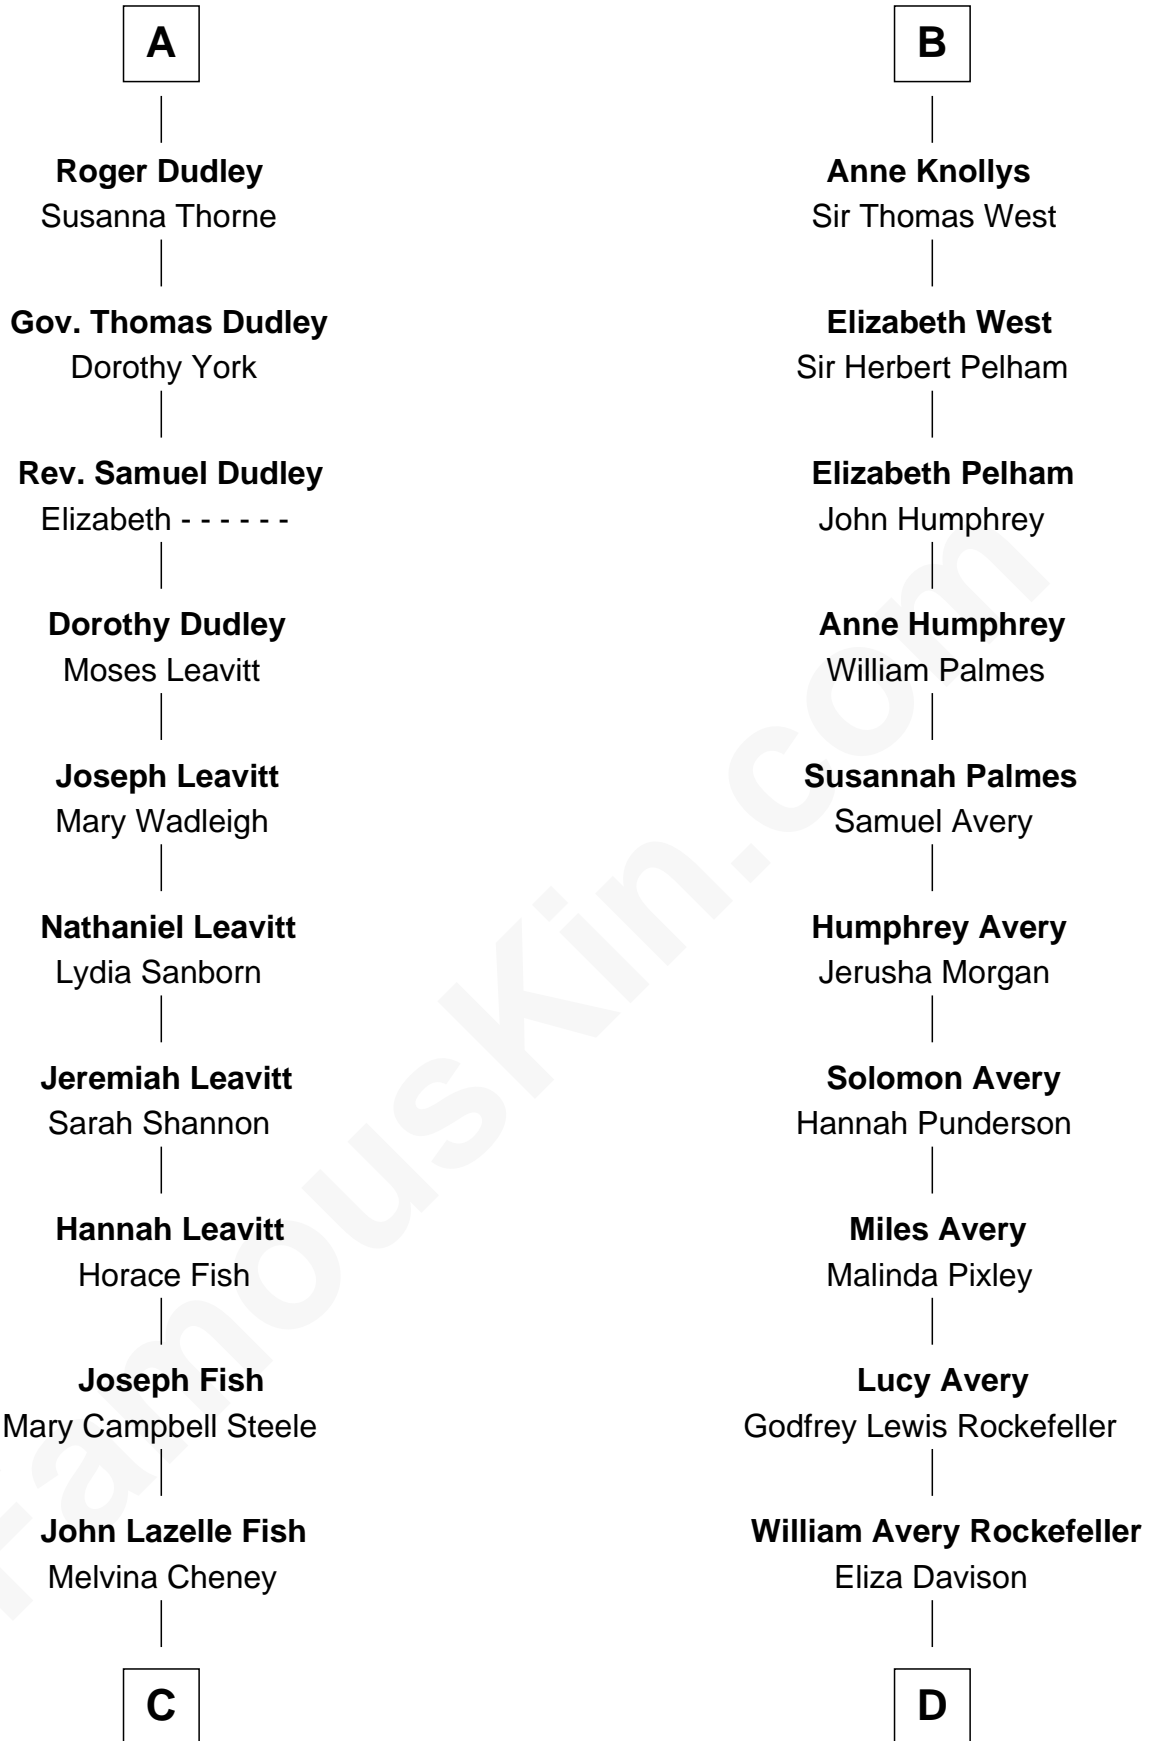 A
Roger Dudley
Susanna Thorne
Gov. Thomas Dudley
Dorothy York
Rev. Samuel Dudley
Elizabeth - - - - - -
Dorothy Dudley
Moses Leavitt
Joseph Leavitt
Mary Wadleigh
Nathaniel Leavitt
Lydia Sanborn
Jeremiah Leavitt
Sarah Shannon
Hannah Leavitt
Horace Fish
Joseph Fish
Mary Campbell Steele
John Lazelle Fish
Melvina Cheney
C
B
Anne Knollys
Sir Thomas West
Elizabeth West
Sir Herbert Pelham
Elizabeth Pelham
John Humphrey
Anne Humphrey
William Palmes
Susannah Palmes
Samuel Avery
Humphrey Avery
Jerusha Morgan
Solomon Avery
Hannah Punderson
Miles Avery
Malinda Pixley
Lucy Avery
Godfrey Lewis Rockefeller
William Avery Rockefeller
Eliza Davison
D
FamousKin.com